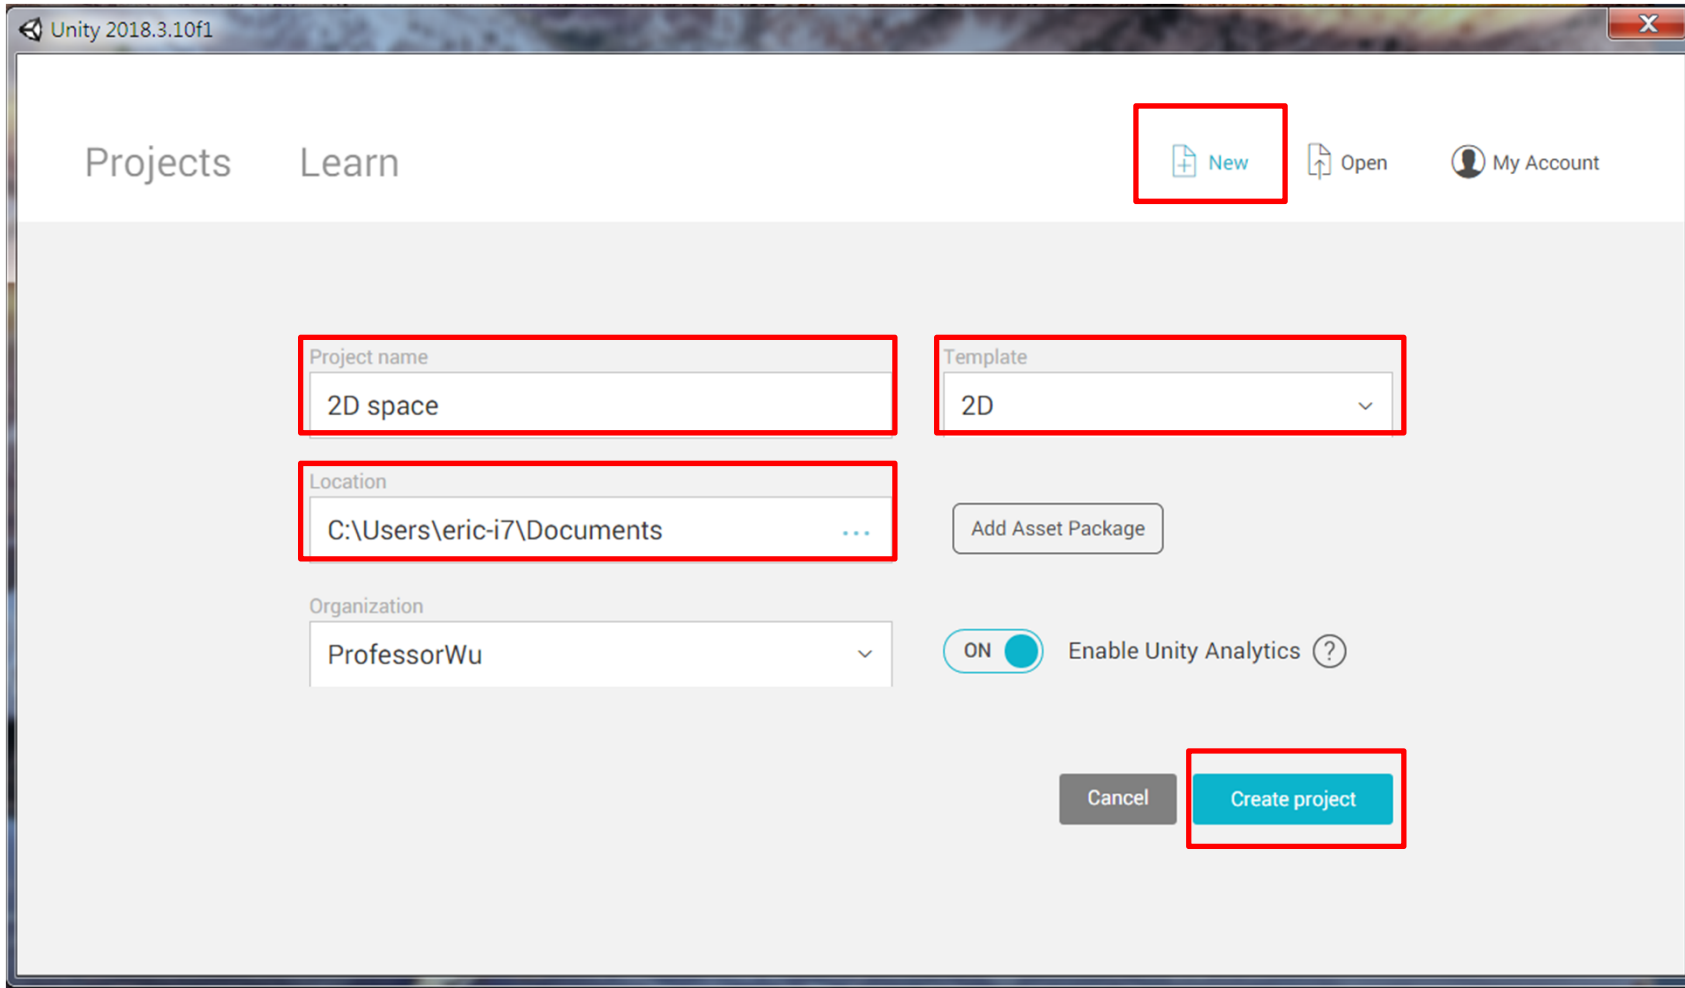 Unity 2018.3.10f1
X
Projects Learn New Open My Account
Project name
2D space
Template
2D
Location
C:\Users\eric-i7\Documents
...
Add Asset Package
Organization
ProfessorWu
ON Enable Unity Analytics ?
Cancel Create project